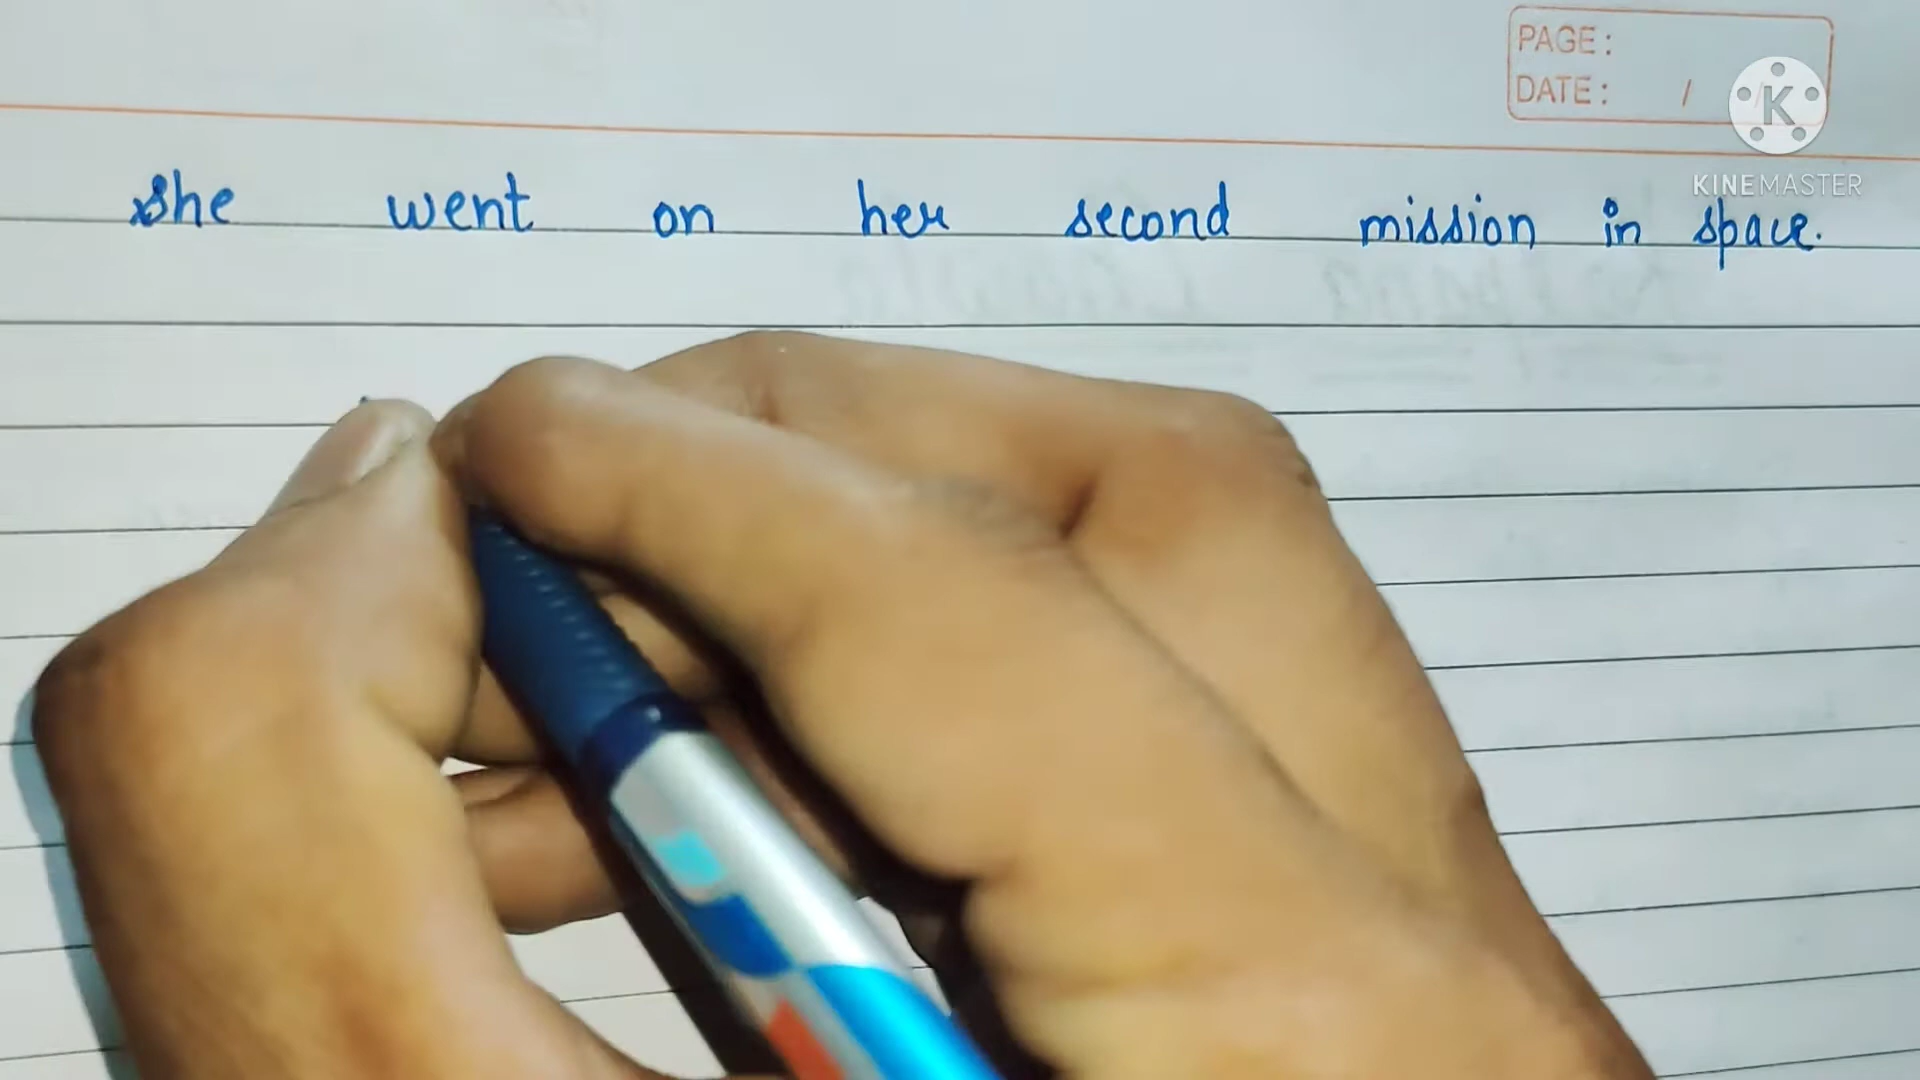 PAGE :
DATE : /
KINEMASTER
She went on her second mission in space.